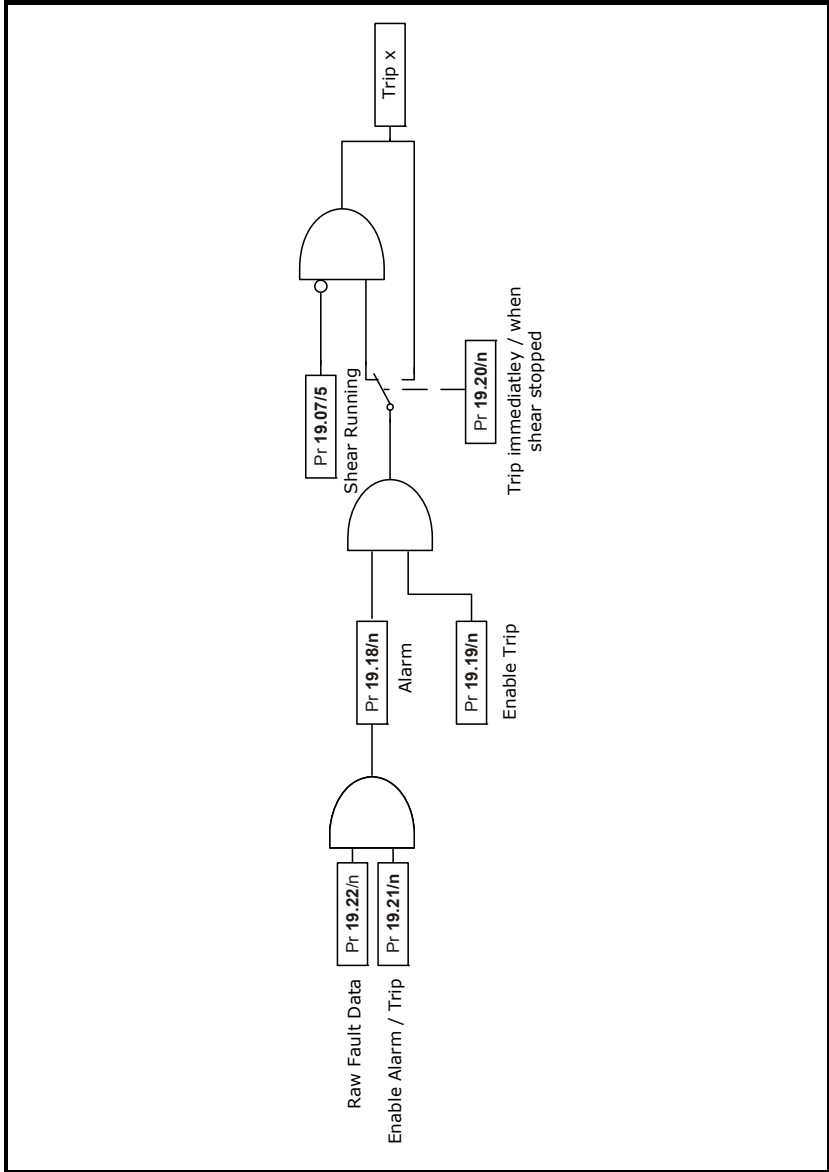 Raw Fault Data
Pr 19.22/n
Enable Alarm / Trip
Pr 19.21/n
Pr 19.18/n
Alarm
Pr 19.19/n
Enable Trip
Pr 19.07/5
Shear Running
Pr 19.20/n
Trip immediatley / when
shear stopped
Trip x